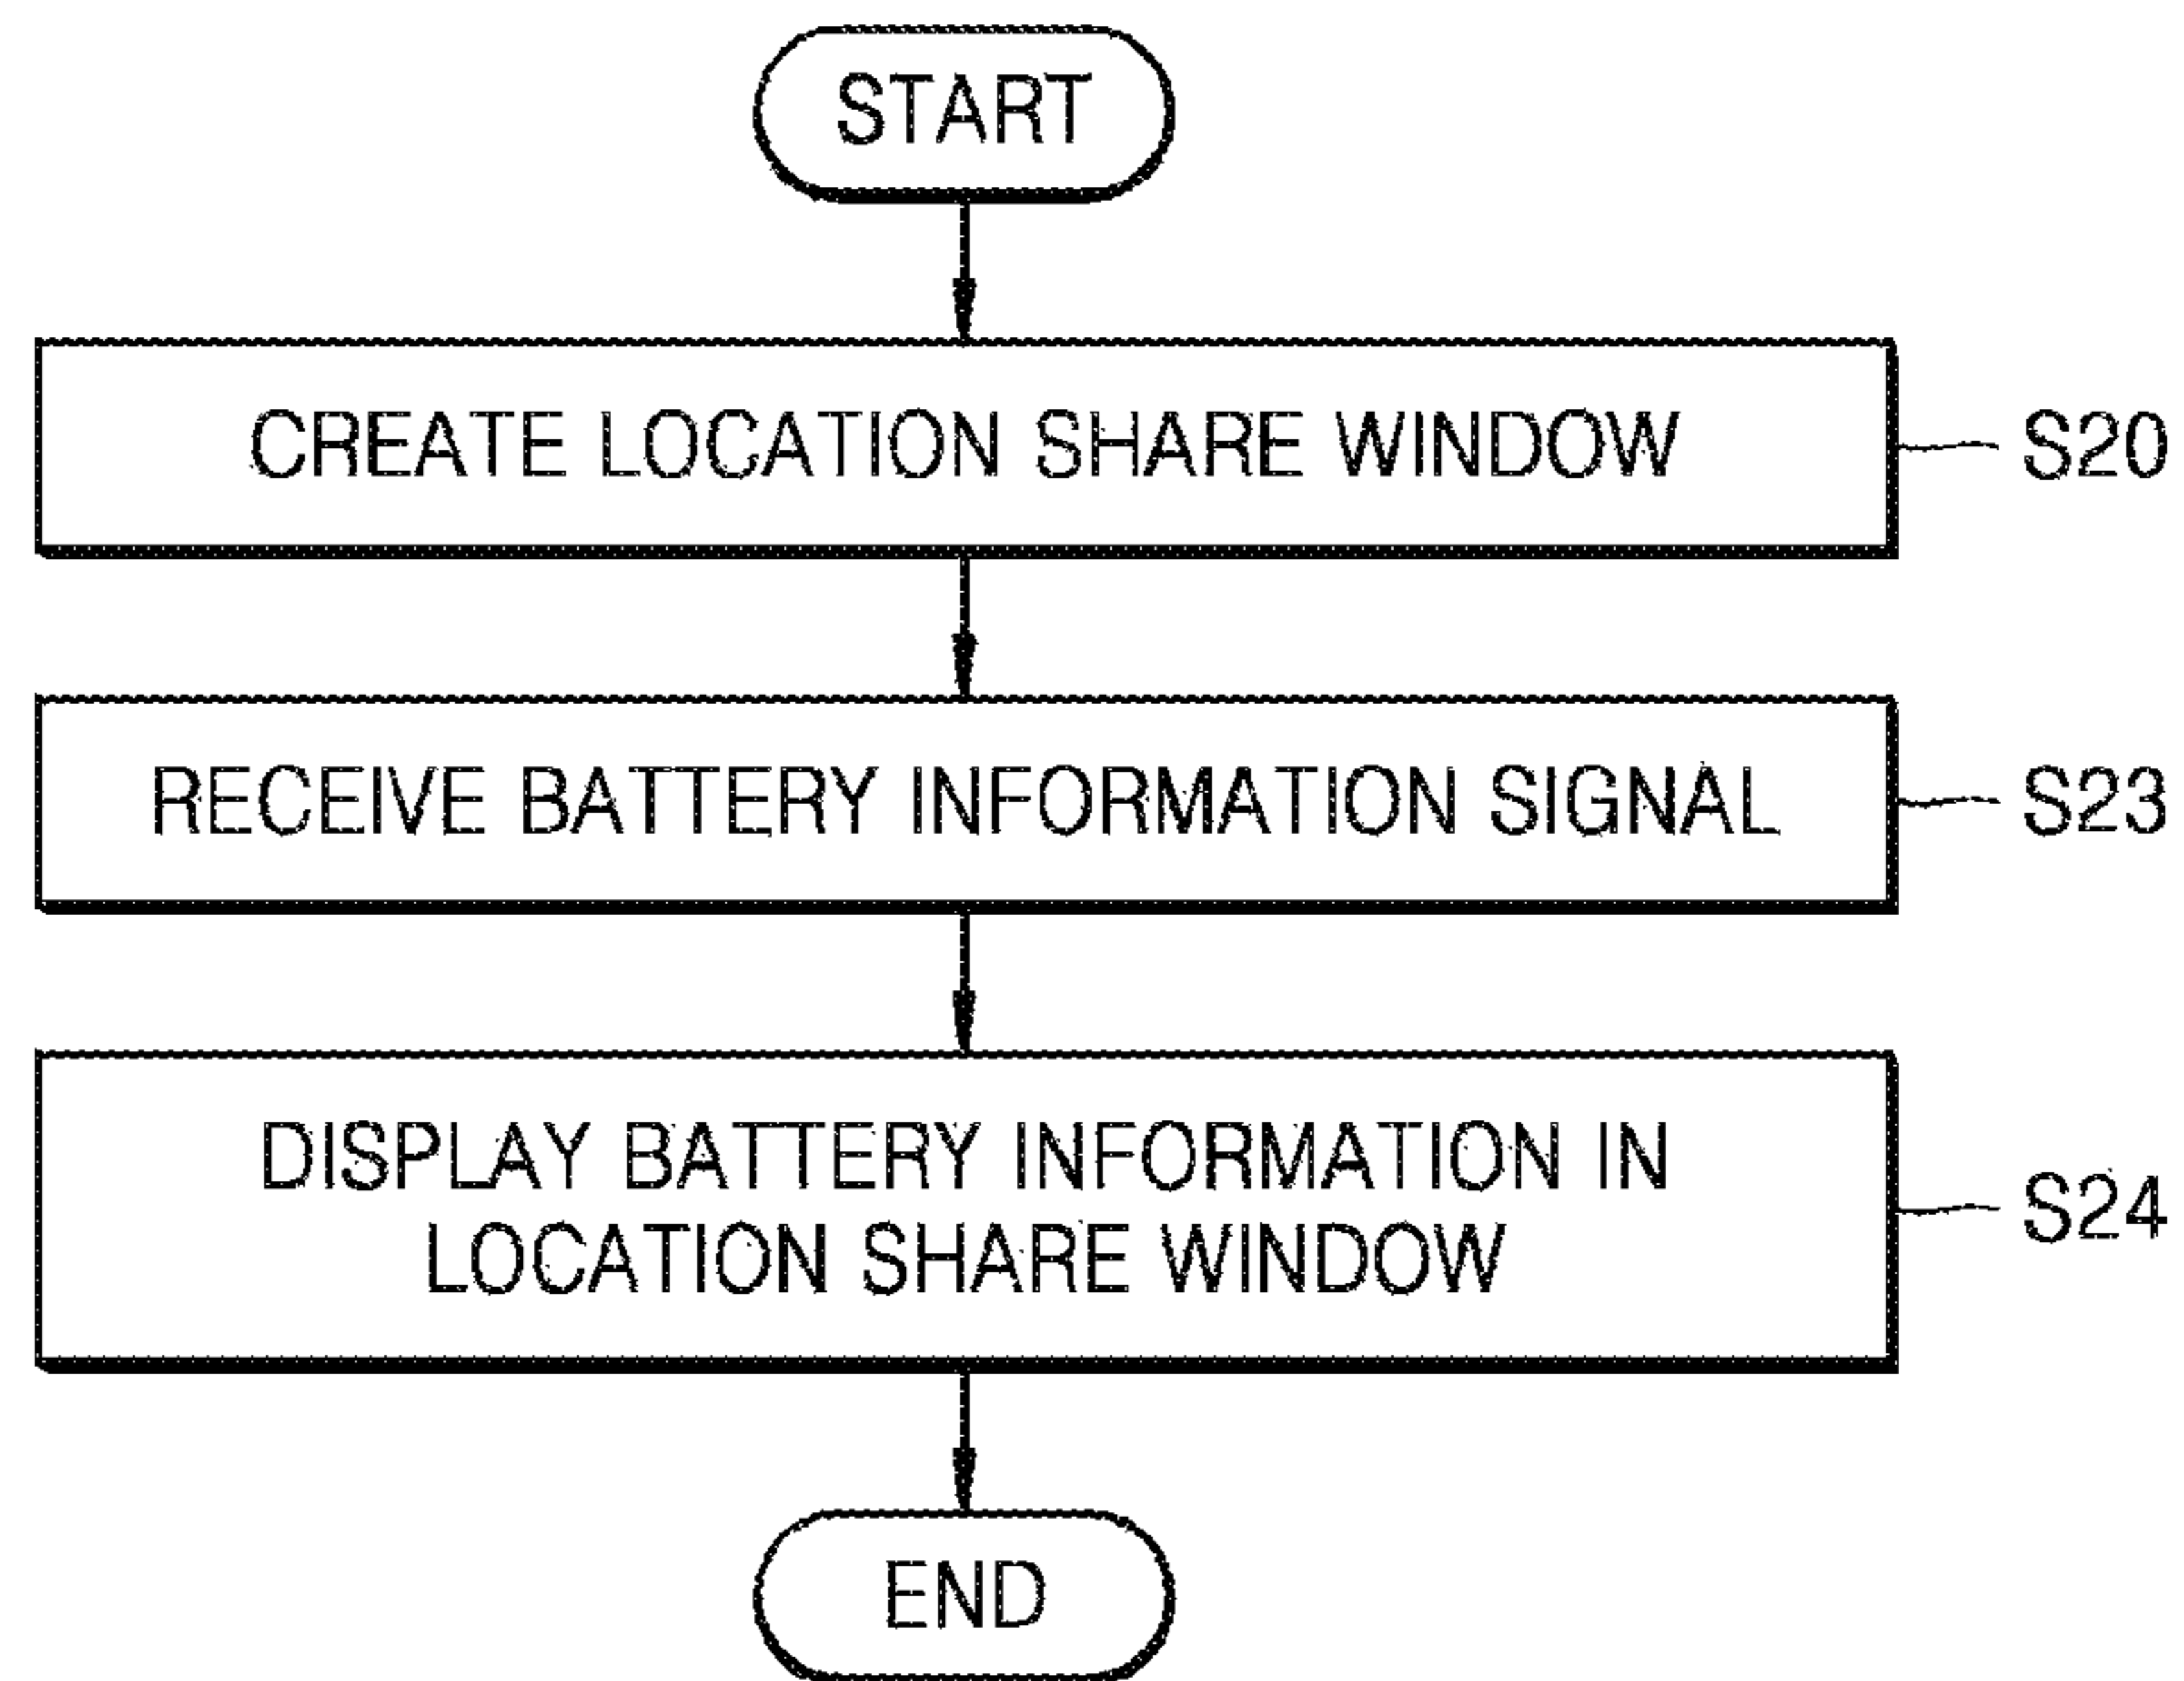 START
CREATE LOCATION SHARE WINDOW
S20
RECEIVE BATTERY INFORMATION SIGNAL
S23
DISPLAY BATTERY INFORMATION IN
LOCATION SHARE WINDOW
S24
END